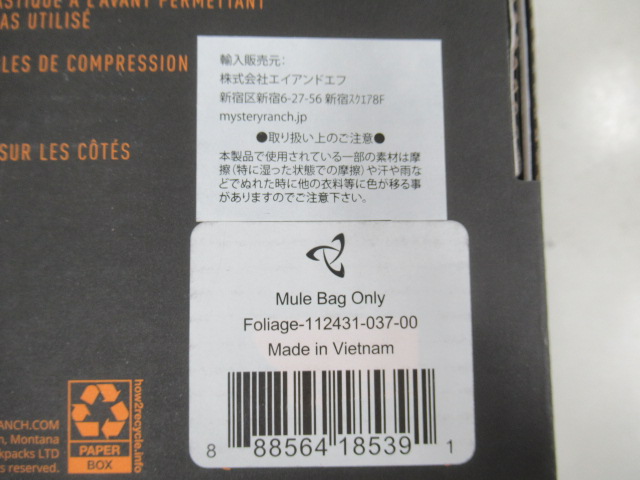 ASTIQUE À L'AVANT PERMETTANT
AS UTILISÉ
LES DE COMPRESSION
SUR LES CÔTÉS
輸入販売元:
株式会社エイアンドエフ
新宿区新宿6-27-56 新宿ｽｸｴｱ8F
mysteryranch.jp
●取り扱い上のご注意●
本製品で使用されている一部の素材は摩
擦(特に湿った状態での摩擦)や汗や雨な
どでぬれた時に他の衣料等に色が移る事
がありますのでご注意下さい。
Mule Bag Only
Foliage-112431-037-00
Made in Vietnam
8 88564 18539 1
RANCH.COM
n, Montana
kpacks LTD
s reserved.
PAPER
BOX
how2recycle.info